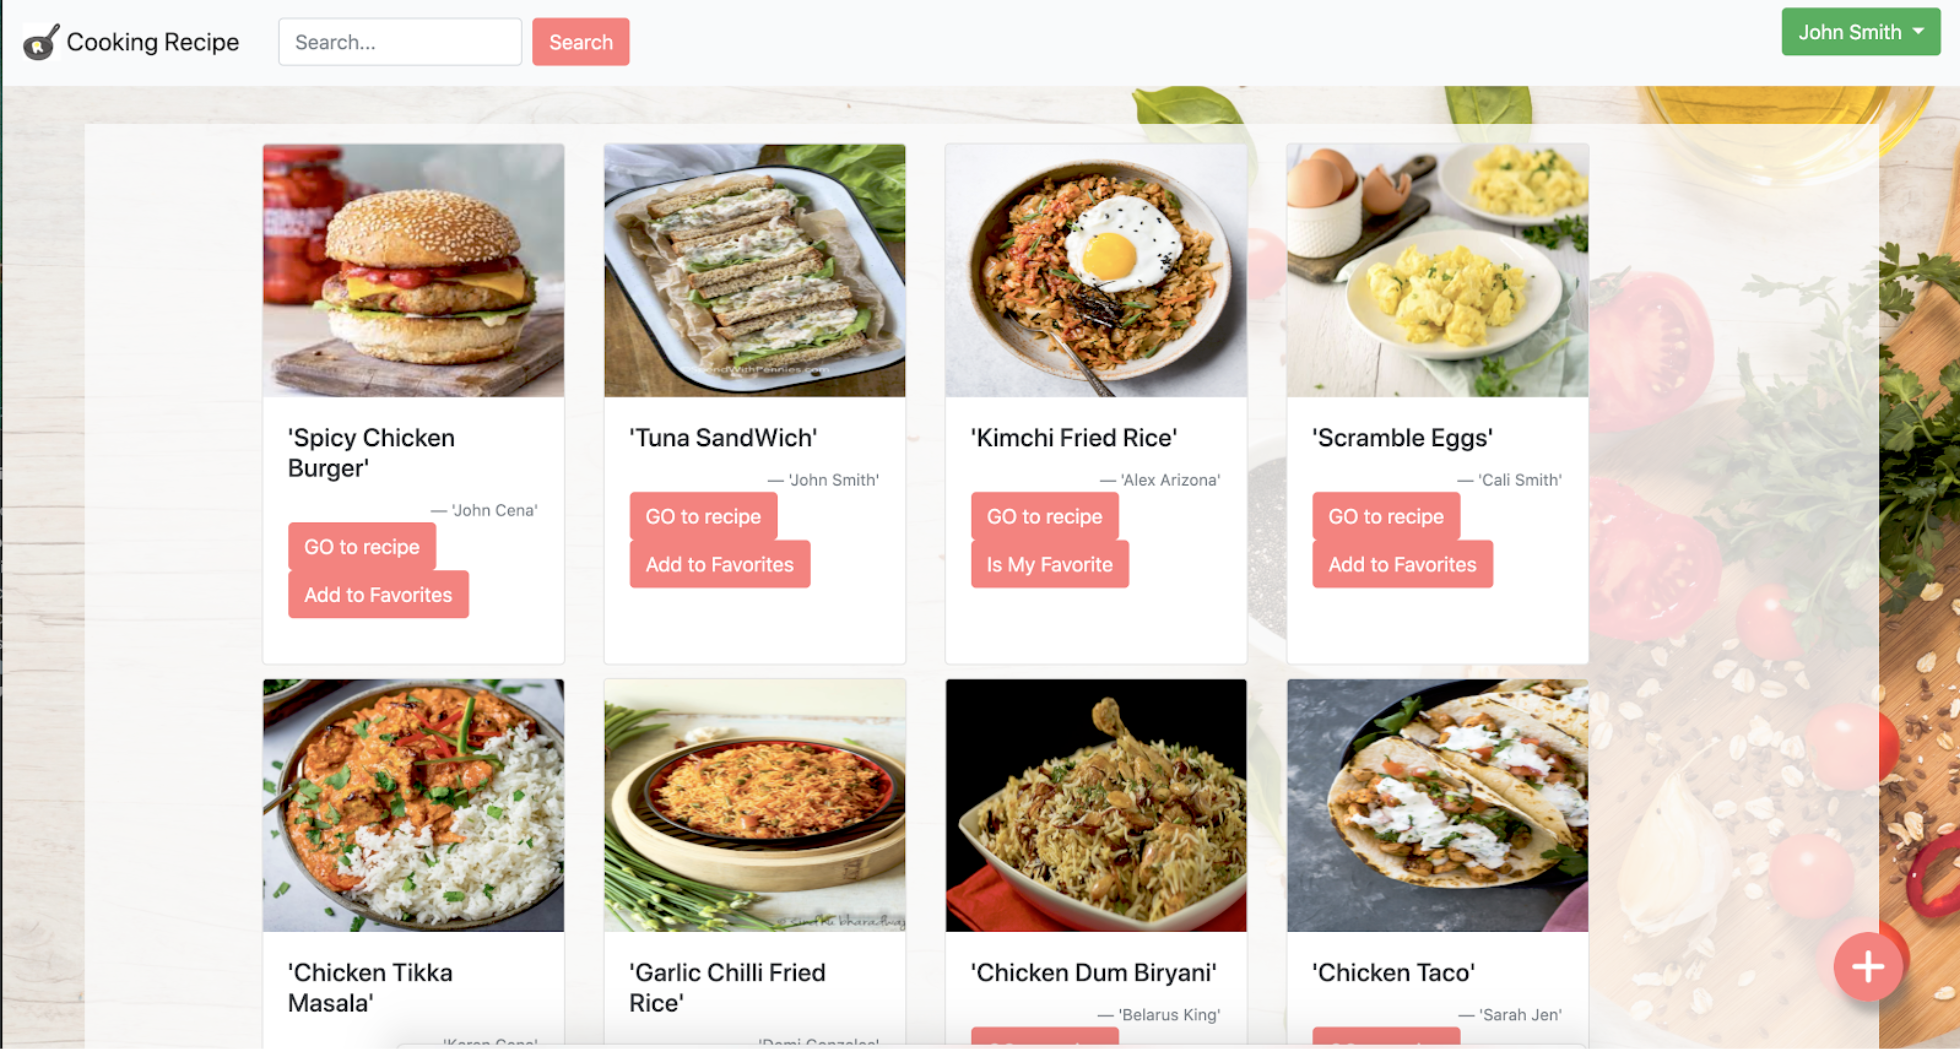 Cooking Recipe
Search...
Search
John Smith
SpendWithPennies.com
'Spicy Chicken
Burger'
— 'John Cena'
GO to recipe
Add to Favorites
'Tuna SandWich'
— 'John Smith'
GO to recipe
Add to Favorites
'Kimchi Fried Rice'
— 'Alex Arizona'
GO to recipe
Is My Favorite
'Scramble Eggs'
— 'Cali Smith'
GO to recipe
Add to Favorites
'Chicken Tikka
Masala'
'Garlic Chilli Fried
Rice'
'Chicken Dum Biryani'
— 'Belarus King'
'Chicken Taco'
— 'Sarah Jen'